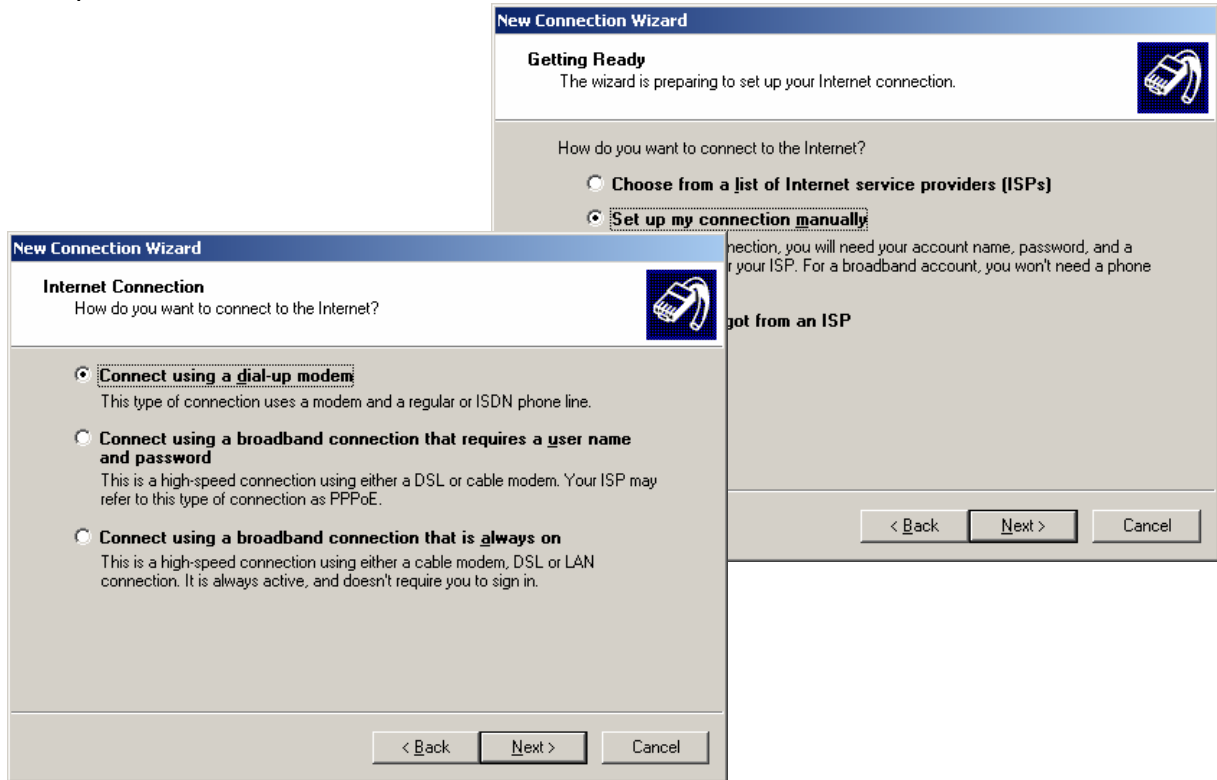 New Connection Wizard
Getting Ready
The wizard is preparing to set up your Internet connection.
How do you want to connect to the Internet?
Choose from a list of Internet service providers (ISPs)
Set up my connection manually
nection, you will need your account name, password, and a
r your ISP. For a broadband account, you won't need a phone
got from an ISP
< Back
Next >
Cancel
New Connection Wizard
Internet Connection
How do you want to connect to the Internet?
Connect using a dial-up modem
This type of connection uses a modem and a regular or ISDN phone line.
Connect using a broadband connection that requires a user name
and password
This is a high-speed connection using either a DSL or cable modem. Your ISP may
refer to this type of connection as PPPoE.
Connect using a broadband connection that is always on
This is a high-speed connection using either a cable modem, DSL or LAN
connection. It is always active, and doesn't require you to sign in.
< Back
Next >
Cancel